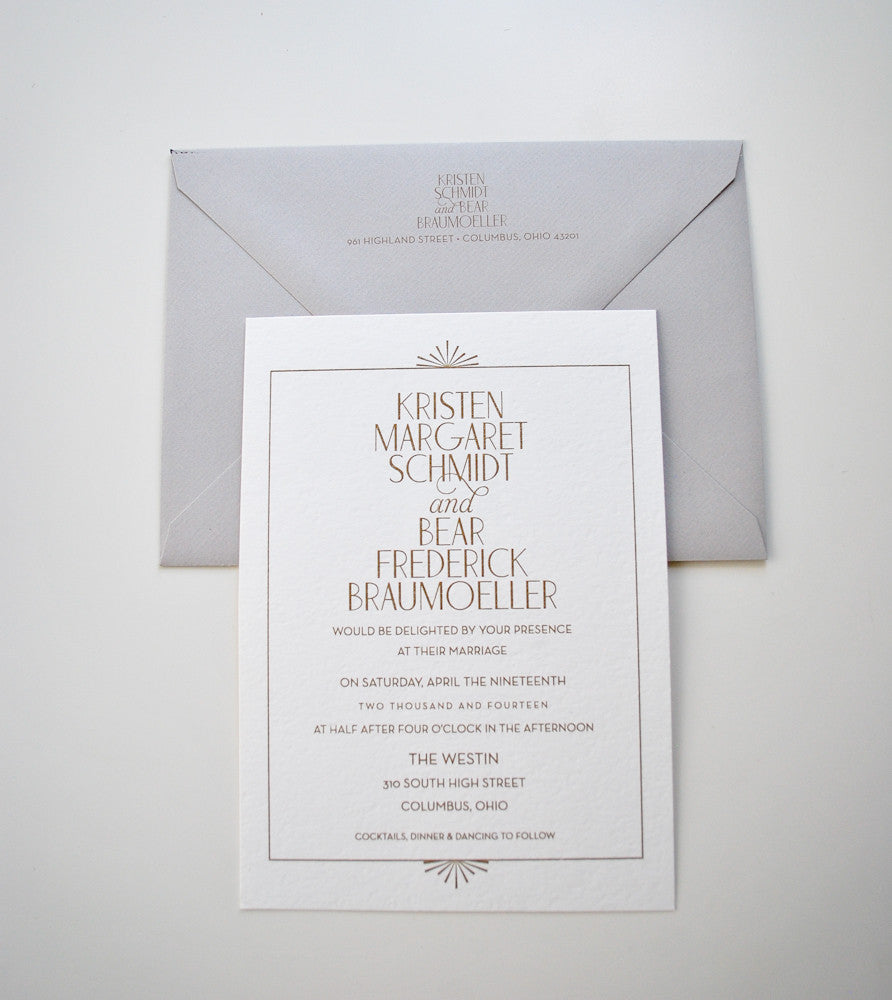 KRISTEN
SCHMIDT
and BEAR
BRAUMOELLER
961 HIGHLAND STREET • COLUMBUS, OHIO 43201
KRISTEN
MARGARET
SCHMIDT
and
BEAR
FREDERICK
BRAUMOELLER
WOULD BE DELIGHTED BY YOUR PRESENCE
AT THEIR MARRIAGE
ON SATURDAY, APRIL THE NINETEENTH
TWO THOUSAND AND FOURTEEN
AT HALF AFTER FOUR O'CLOCK IN THE AFTERNOON
THE WESTIN
310 SOUTH HIGH STREET
COLUMBUS, OHIO
COCKTAILS, DINNER & DANCING TO FOLLOW